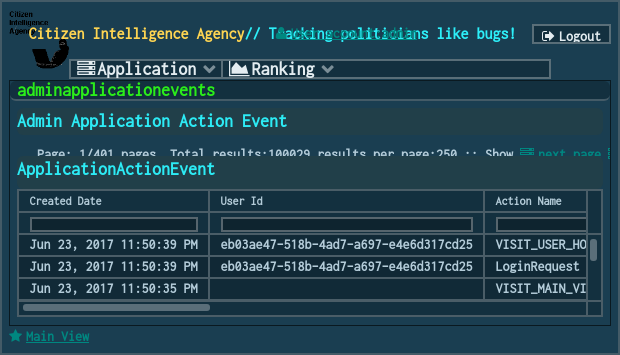 Citizen
Intelligence
Agency
Citizen Intelligence Agency// Tracking politicians like bugs!
Logout
Application
Ranking
adminapplicationevents
Admin Application Action Event
Page: 1/401 pages, Total results:100029 results per page:250 :: Show next page
ApplicationActionEvent
Created Date User Id Action Name
Jun 23, 2017 11:50:39 PM eb03ae47-518b-4ad7-a697-e4e6d317cd25 VISIT_USER_HO
Jun 23, 2017 11:50:39 PM eb03ae47-518b-4ad7-a697-e4e6d317cd25 LoginRequest
Jun 23, 2017 11:50:35 PM VISIT_MAIN_VI
Main View